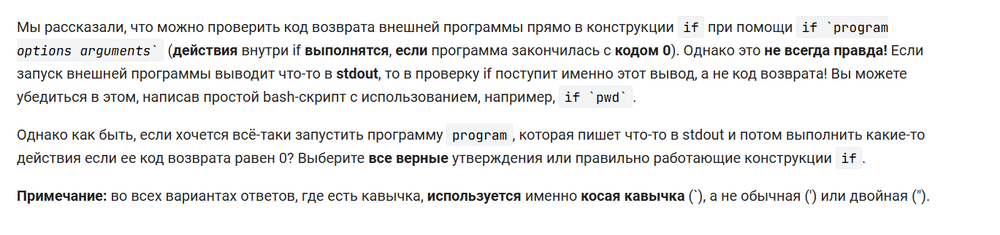 Мы рассказали, что можно проверить код возврата внешней программы прямо в конструкции if при помощи if `program
options arguments` (действия внутри if выполнятся, если программа закончилась с кодом 0). Однако это не всегда правда! Если
запуск внешней программы выводит что-то в stdout, то в проверку if поступит именно этот вывод, а не код возврата! Вы можете
убедиться в этом, написав простой bash-скрипт с использованием, например, if `pwd`.
Однако как быть, если хочется всё-таки запустить программу program, которая пишет что-то в stdout и потом выполнить какие-то
действия если ее код возврата равен 0? Выберите все верные утверждения или правильно работающие конструкции if.
Примечание: во всех вариантах ответов, где есть кавычка, используется именно косая кавычка (`), а не обычная (') или двойная (").